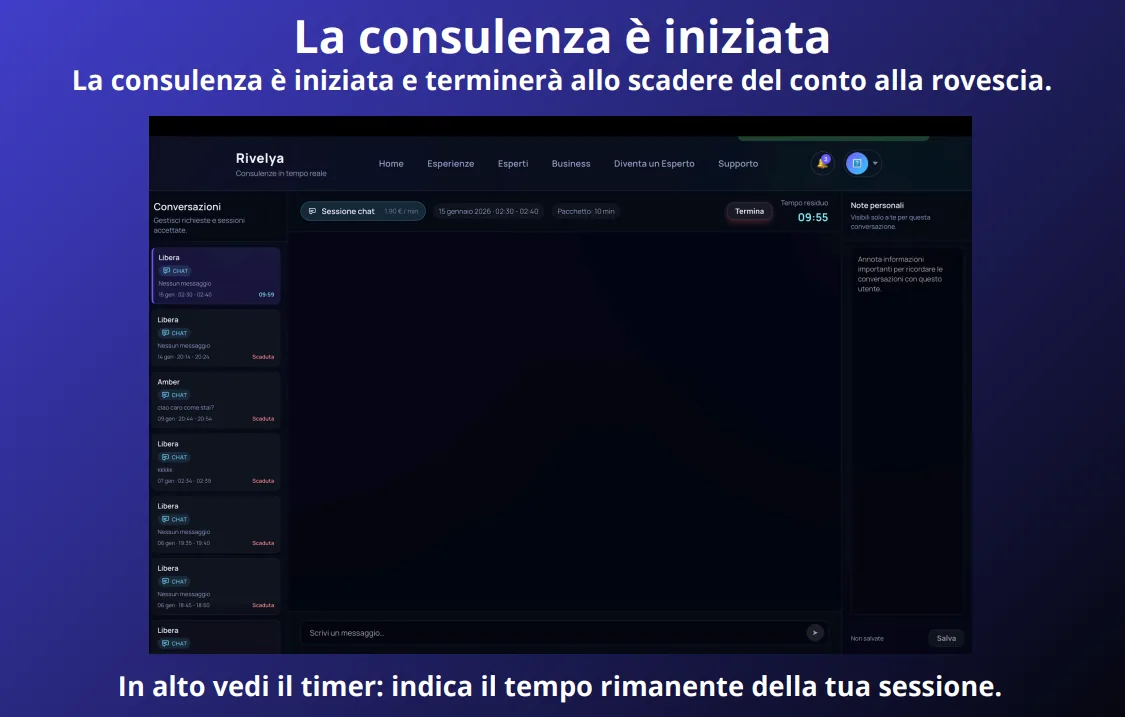 La consulenza è iniziata
La consulenza è iniziata e terminerà allo scadere del conto alla rovescia.
Rivelya
Consulenze in tempo reale
Home
Esperienze
Esperti
Business
Diventa un Esperto
Supporto
2
Conversazioni
Gestisci richieste e sessioni
accettate.
Sessione chat
1,90 € / min
15 gennaio 2026 · 02:30 - 02:40
Pacchetto: 10 min
Termina
Tempo residuo
09:55
Note personali
Visibili solo a te per questa
conversazione.
Libera
CHAT
Nessun messaggio
15 gen · 02:30 - 02:40
09:59
Libera
CHAT
Nessun messaggio
14 gen · 20:14 - 20:24
Scaduta
Amber
CHAT
ciao caro come stai?
09 gen · 20:44 - 20:54
Scaduta
Libera
CHAT
07 gen · 02:34 - 02:39
Scaduta
Libera
CHAT
Nessun messaggio
06 gen · 19:35 - 19:40
Scaduta
Libera
CHAT
Nessun messaggio
06 gen · 18:45 - 18:50
Scaduta
Libera
CHAT
Annota informazioni
importanti per ricordare le
conversazioni con questo
utente.
Scrivi un messaggio...
Non salvate
Salva
In alto vedi il timer: indica il tempo rimanente della tua sessione.